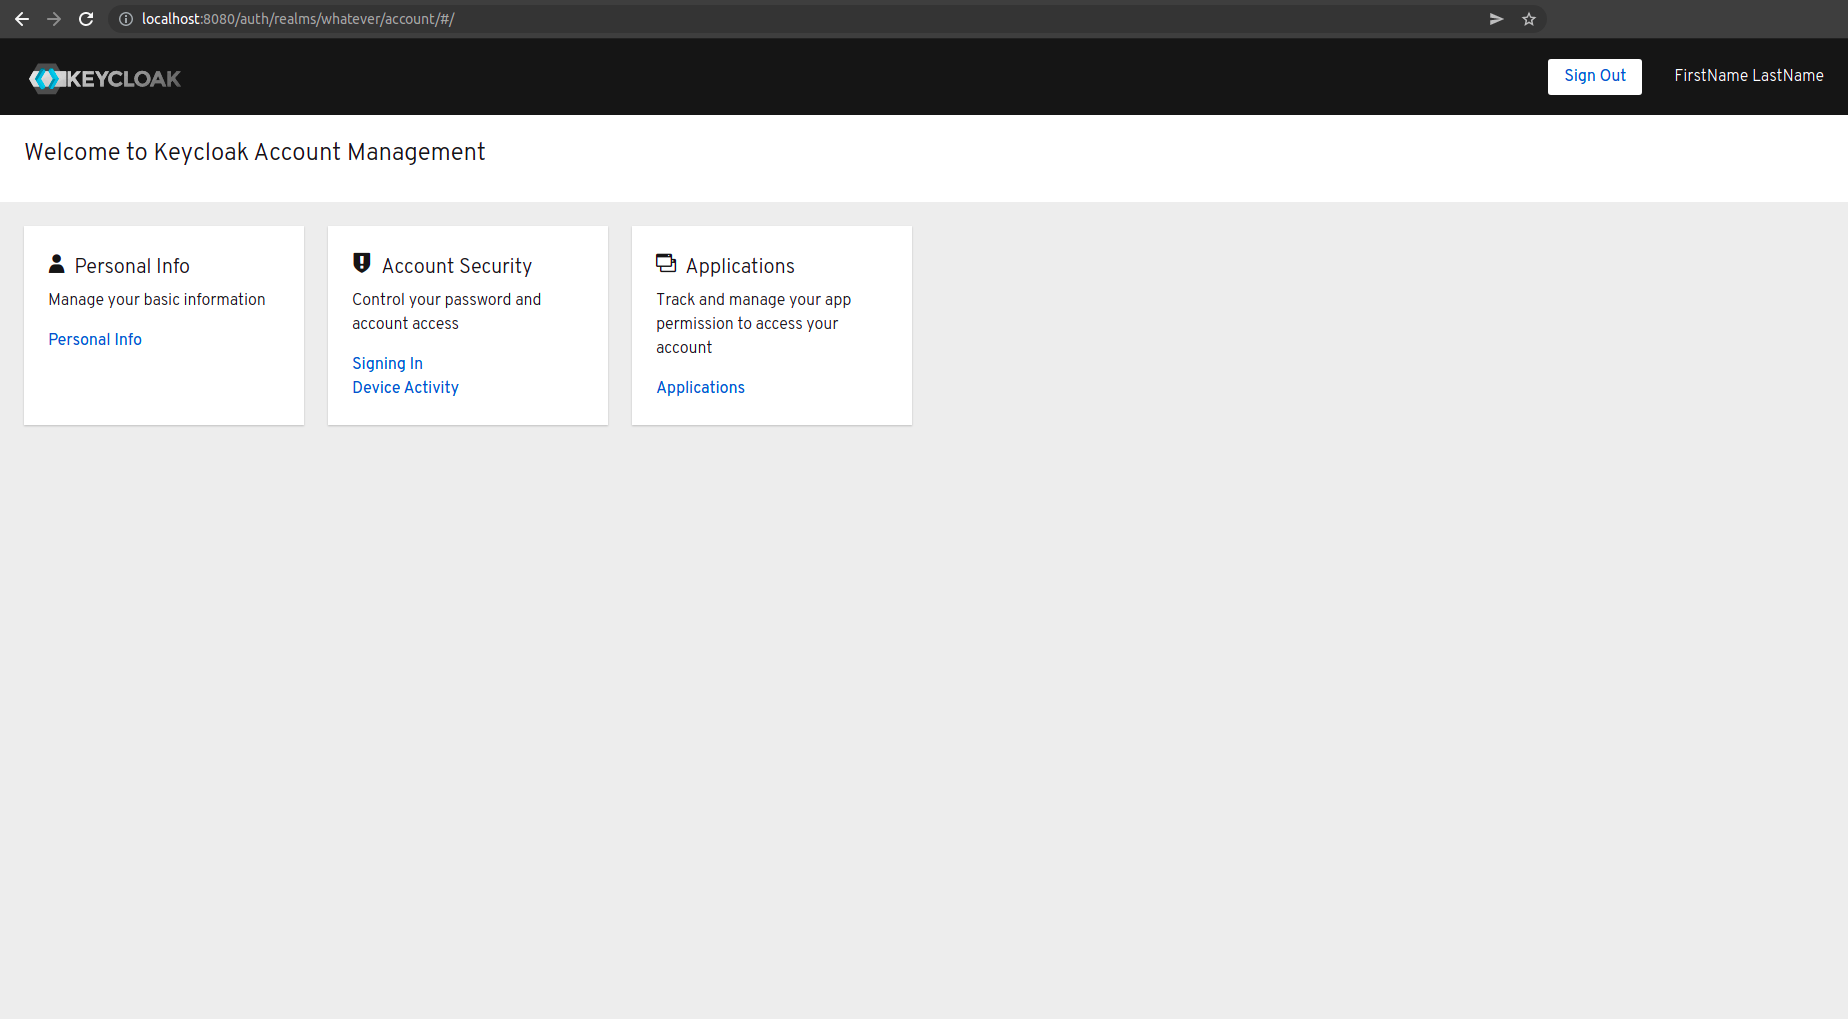 localhost:8080/auth/realms/whatever/account/#/
KEYCLOAK
Sign Out
FirstName LastName
Welcome to Keycloak Account Management
Personal Info
Manage your basic information
Personal Info
Account Security
Control your password and
account access
Signing In
Device Activity
Applications
Track and manage your app
permission to access your
account
Applications